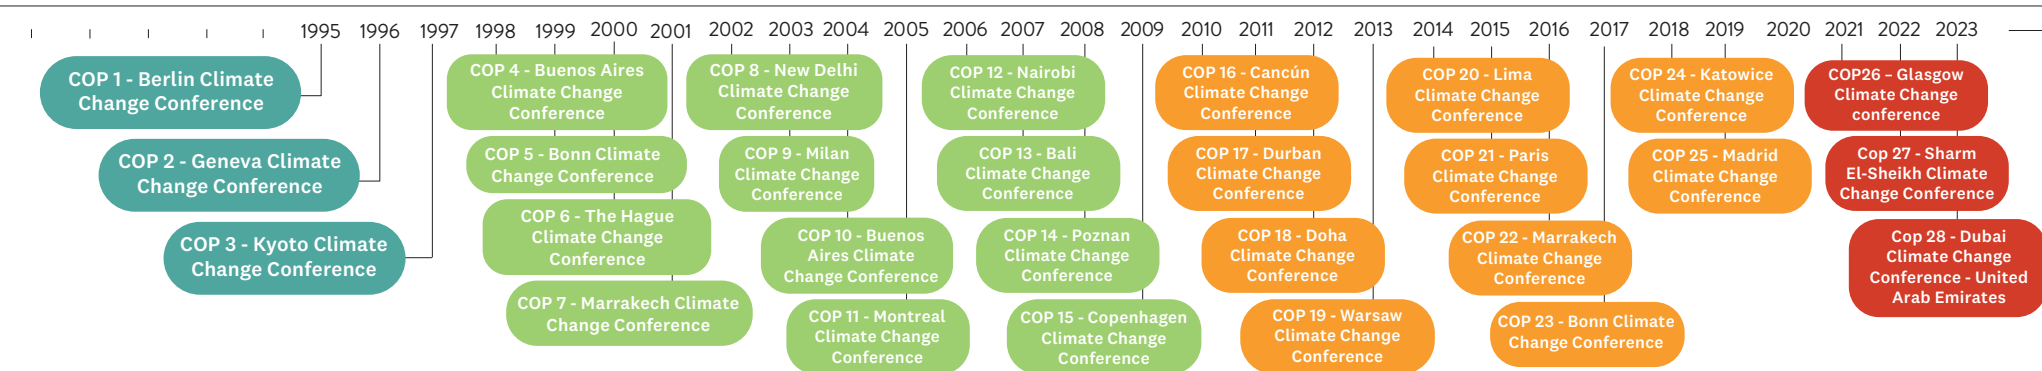 1995 1996 1997 1998 1999 2000 2001 2002 2003 2004 2005 2006 2007 2008 2009 2010 2011 2012 2013 2014 2015 2016 2017 2018 2019 2020 2021 2022 2023
COP 1 - Berlin Climate
Change Conference
COP 2 - Geneva Climate
Change Conference
COP 3 - Kyoto Climate
Change Conference
COP 4 - Buenos Aires
Climate Change
Conference
COP 5 - Bonn Climate
Change Conference
COP 6 - The Hague
Climate Change
Conference
COP 7 - Marrakech Climate
Change Conference
COP 8 - New Delhi
Climate Change
Conference
COP 9 - Milan
Climate Change
Conference
COP 10 - Buenos
Aires Climate
Change Conference
COP 11 - Montreal
Climate Change
Conference
COP 12 - Nairobi
Climate Change
Conference
COP 13 - Bali
Climate Change
Conference
COP 14 - Poznan
Climate Change
Conference
COP 15 - Copenhagen
Climate Change
Conference
COP 16 - Cancún
Climate Change
Conference
COP 17 - Durban
Climate Change
Conference
COP 18 - Doha
Climate Change
Conference
COP 19 - Warsaw
Climate Change
Conference
COP 20 - Lima
Climate Change
Conference
COP 21 - Paris
Climate Change
Conference
COP 22 - Marrakech
Climate Change
Conference
COP 23 - Bonn Climate
Change Conference
COP 24 - Katowice
Climate Change
Conference
COP 25 - Madrid
Climate Change
Conference
COP26 – Glasgow
Climate Change
conference
Cop 27 - Sharm
El-Sheikh Climate
Change Conference
Cop 28 - Dubai
Climate Change
Conference - United
Arab Emirates